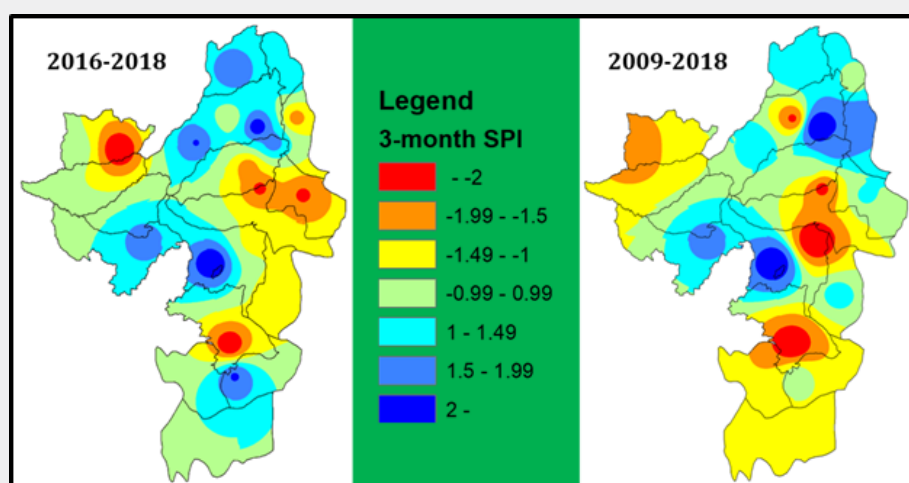 2016-2018
Legend
3-month SPI
- -2
-1.99 - -1.5
-1.49 - -1
-0.99 - 0.99
1 - 1.49
1.5 - 1.99
2 -
2009-2018